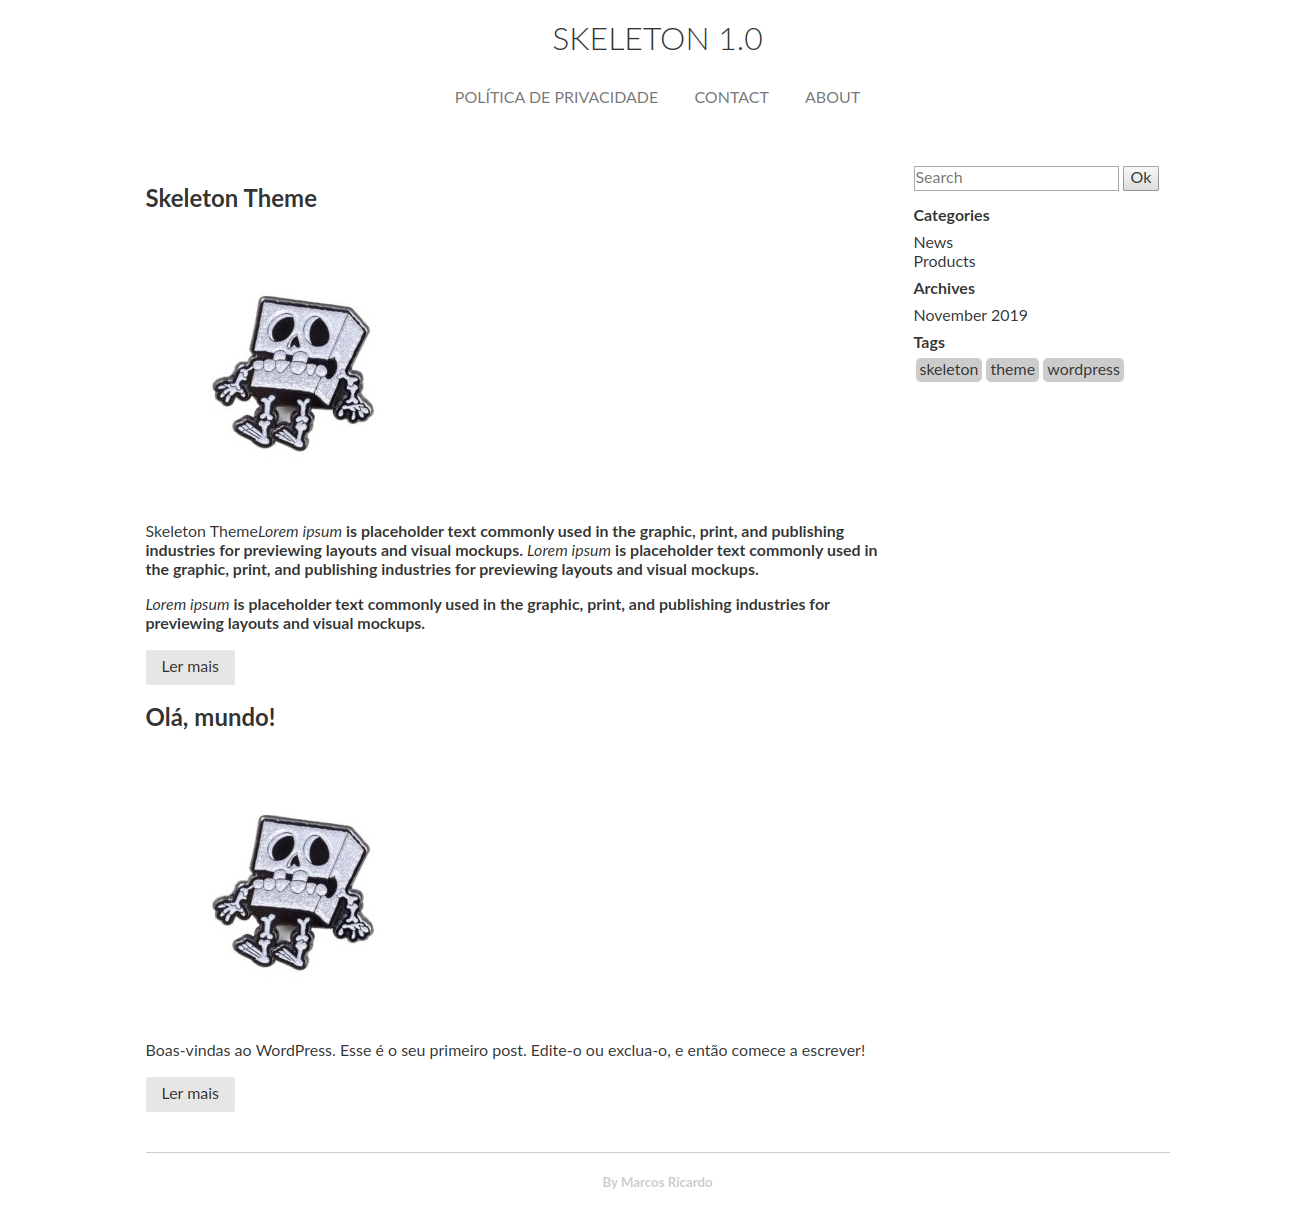 SKELETON 1.0
POLÍTICA DE PRIVACIDADE CONTACT ABOUT
Skeleton Theme
Skeleton ThemeLorem ipsum is placeholder text commonly used in the graphic, print, and publishing
industries for previewing layouts and visual mockups. Lorem ipsum is placeholder text commonly used in
the graphic, print, and publishing industries for previewing layouts and visual mockups.
Lorem ipsum is placeholder text commonly used in the graphic, print, and publishing industries for
previewing layouts and visual mockups.
Ler mais
Olá, mundo!
Boas-vindas ao WordPress. Esse é o seu primeiro post. Edite-o ou exclua-o, e então comece a escrever!
Ler mais
Search Ok
Categories
News
Products
Archives
November 2019
Tags
skeleton theme wordpress
By Marcos Ricardo